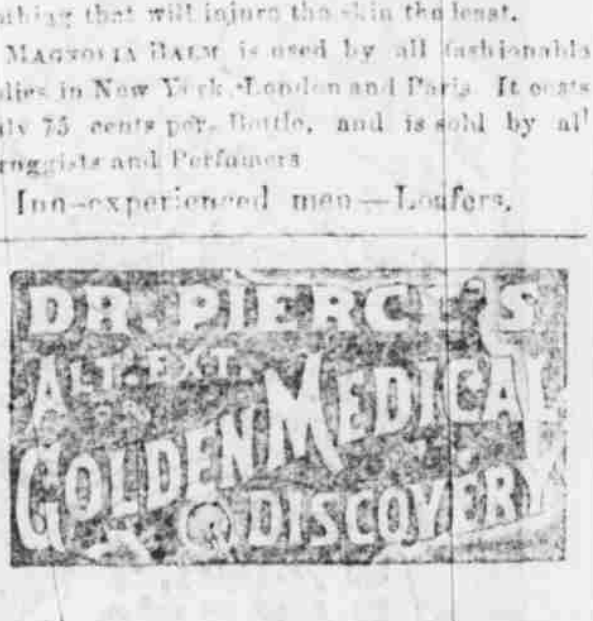 thing that will injure the skin the least.
MAGNOLIA BALM is used by all fashionable
dies in New York, London and Paris. It costs
ly 75 cents per Bottle, and is sold by all
ruggists and Perfumers
Inn-experienced men—Loafers.
DR. PIERCE'S
ALT. EXT.
GOLDEN MEDICAL
DISCOVERY